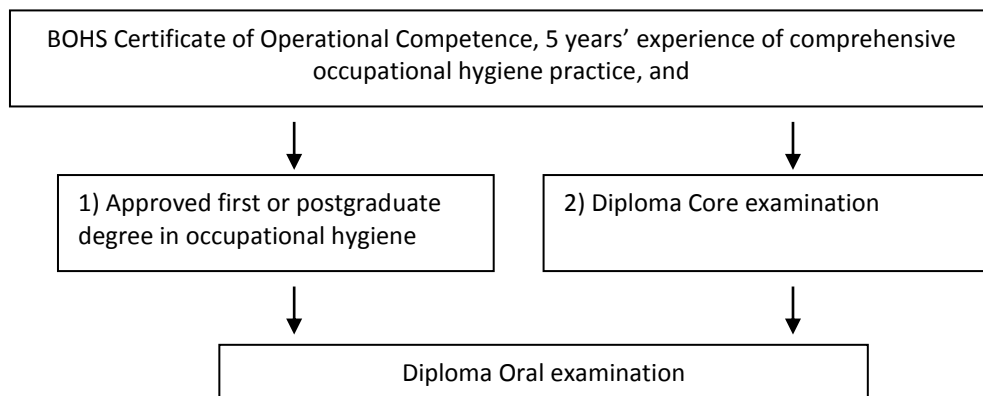 BOHS Certificate of Operational Competence, 5 years’ experience of comprehensive
occupational hygiene practice, and
1) Approved first or postgraduate
degree in occupational hygiene
2) Diploma Core examination
Diploma Oral examination